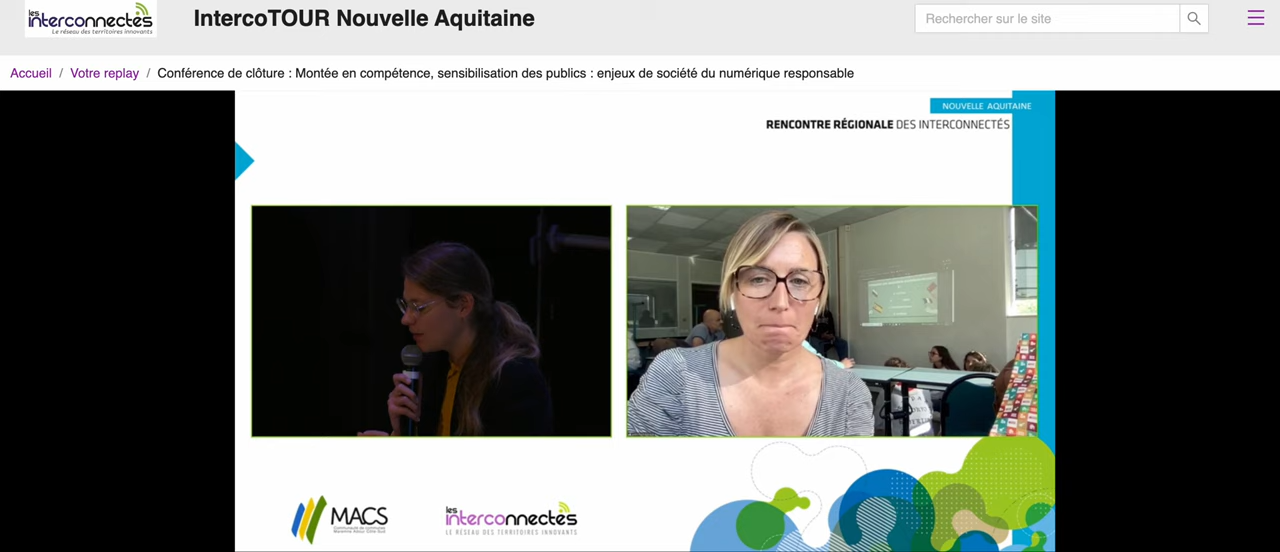 les
interconnectés
Le réseau des territoires innovants
IntercoTOUR Nouvelle Aquitaine
Rechercher sur le site
Accueil / Votre replay / Conférence de clôture : Montée en compétence, sensibilisation des publics : enjeux de société du numérique responsable
NOUVELLE AQUITAINE
RENCONTRE RÉGIONALE DES INTERCONNECTÉS
MACS
les
interconnectés
LE RÉSEAU DES TERRITOIRES INNOVANTS